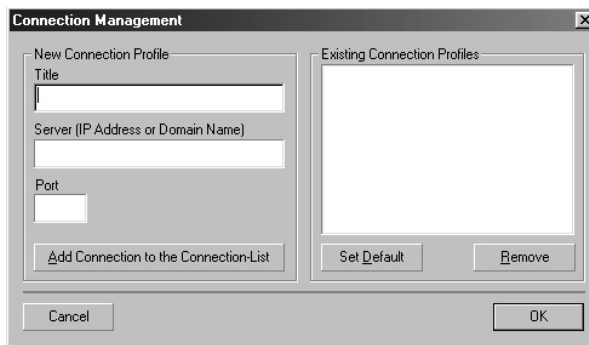 Connection Management
New Connection Profile
Title
Server (IP Address or Domain Name)
Port
Add Connection to the Connection-List
Existing Connection Profiles
Set Default
Remove
Cancel
OK